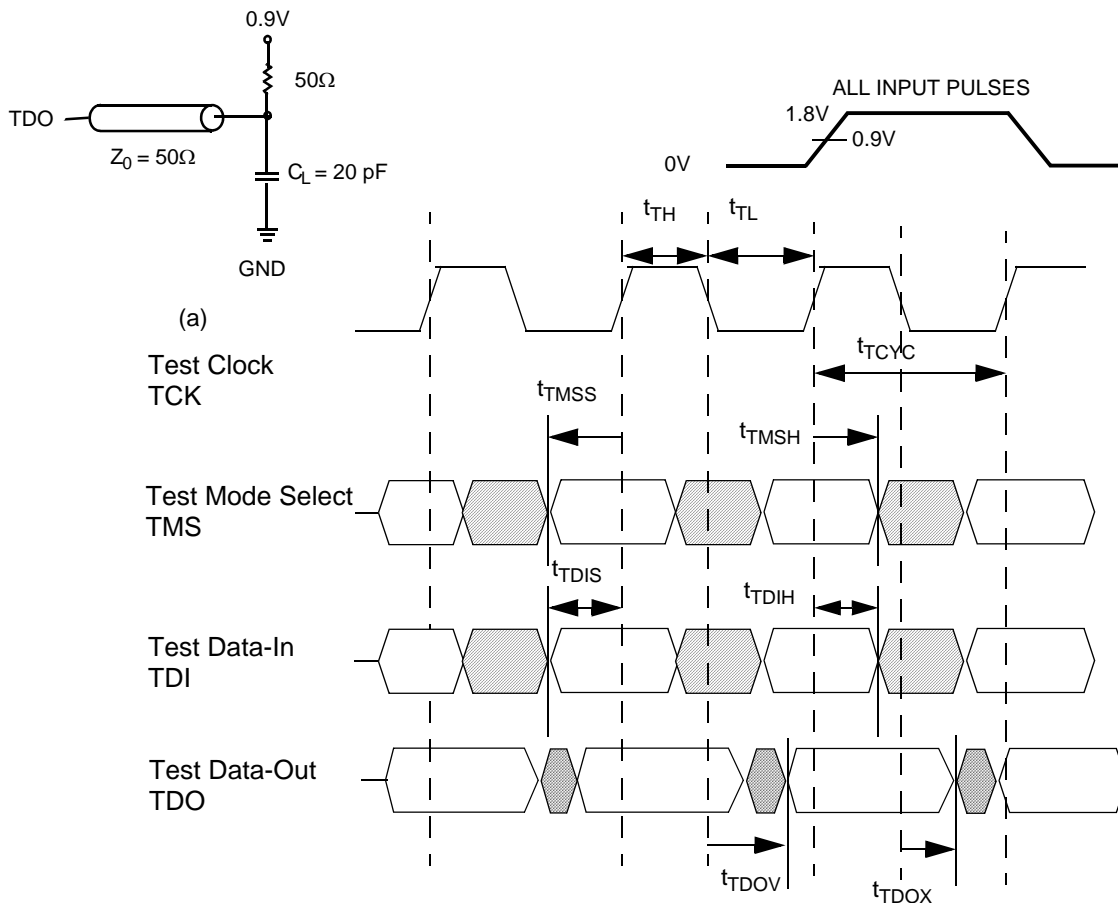 0.9V
50Ω
TDO
Z0 = 50Ω
CL = 20 pF
GND
(a)
ALL INPUT PULSES
1.8V
0.9V
0V
tTH
tTL
Test Clock
TCK
tTCYC
tTMSS
tTMSH
Test Mode Select
TMS
tTDIS
tTDIH
Test Data-In
TDI
Test Data-Out
TDO
tTDOV
tTDOX